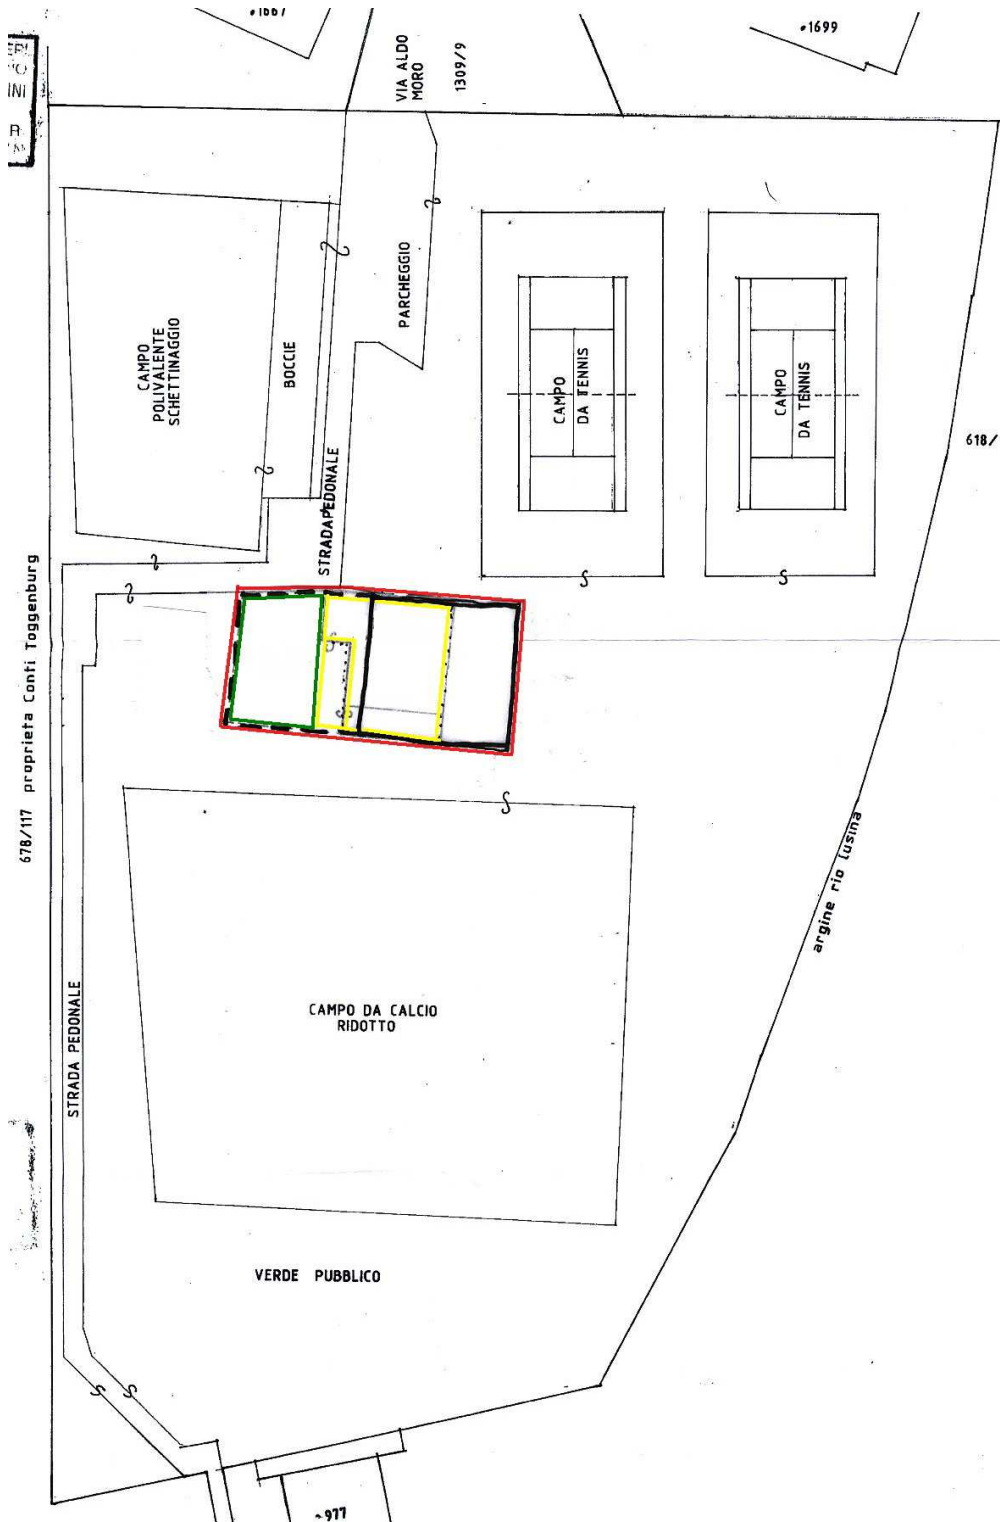 1667
1699
VIA ALDO
MORO
1309/9
CAMPO
POLIVALENTE
SCHETTINAGGIO
BOCCIE
PARCHEGGIO
CAMPO
DA TENNIS
CAMPO
DA TENNIS
618/
STRADA PEDONALE
678/117 proprieta Conti Toggenburg
argine rio lusina
CAMPO DA CALCIO
RIDOTTO
STRADA PEDONALE
VERDE PUBBLICO
977